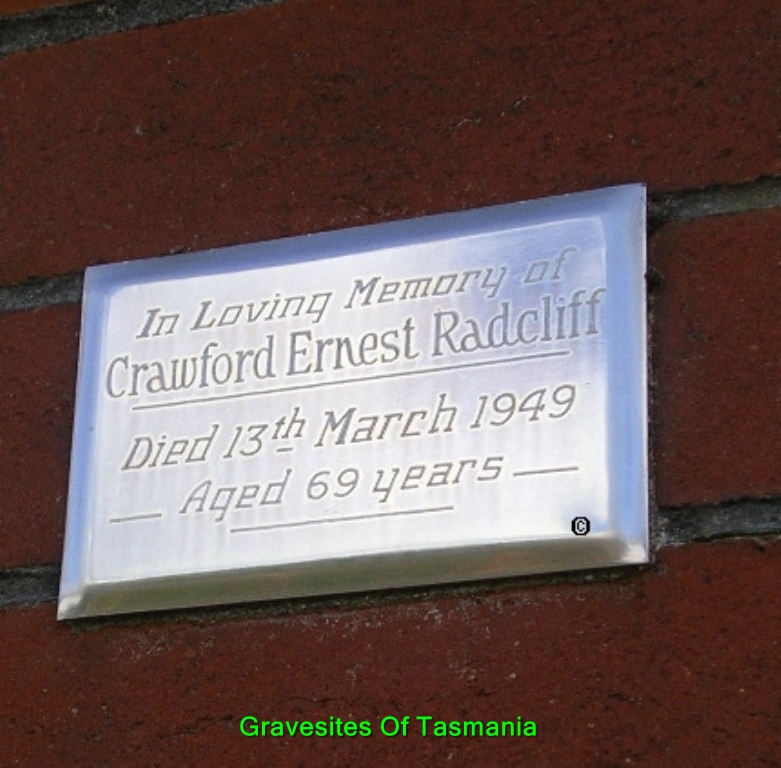 In Loving Memory of
Crawford Ernest Radcliff
Died 13th March 1949
Aged 69 years
©
Gravesites Of Tasmania